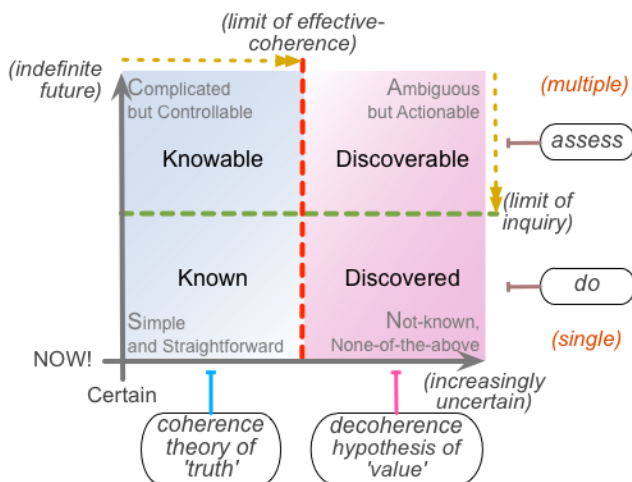 (limit of effective-
coherence)
(indefinite
future)
Complicated
but Controllable
Ambiguous
but Actionable
(multiple)
assess
Knowable
Discoverable
(limit of
inquiry)
Known
Discovered
do
Simple
and Straightforward
Not-known,
None-of-the-above
(single)
NOW!
Certain
(increasingly
uncertain)
coherence
theory of
'truth'
decoherence
hypothesis of
'value'